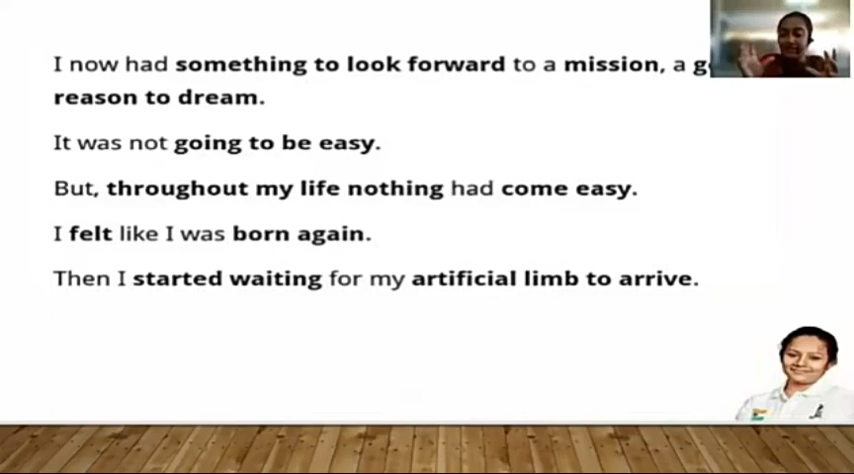 I now had something to look forward to a mission, a
reason to dream.
It was not going to be easy.
But, throughout my life nothing had come easy.
I felt like I was born again.
Then I started waiting for my artificial limb to arrive.